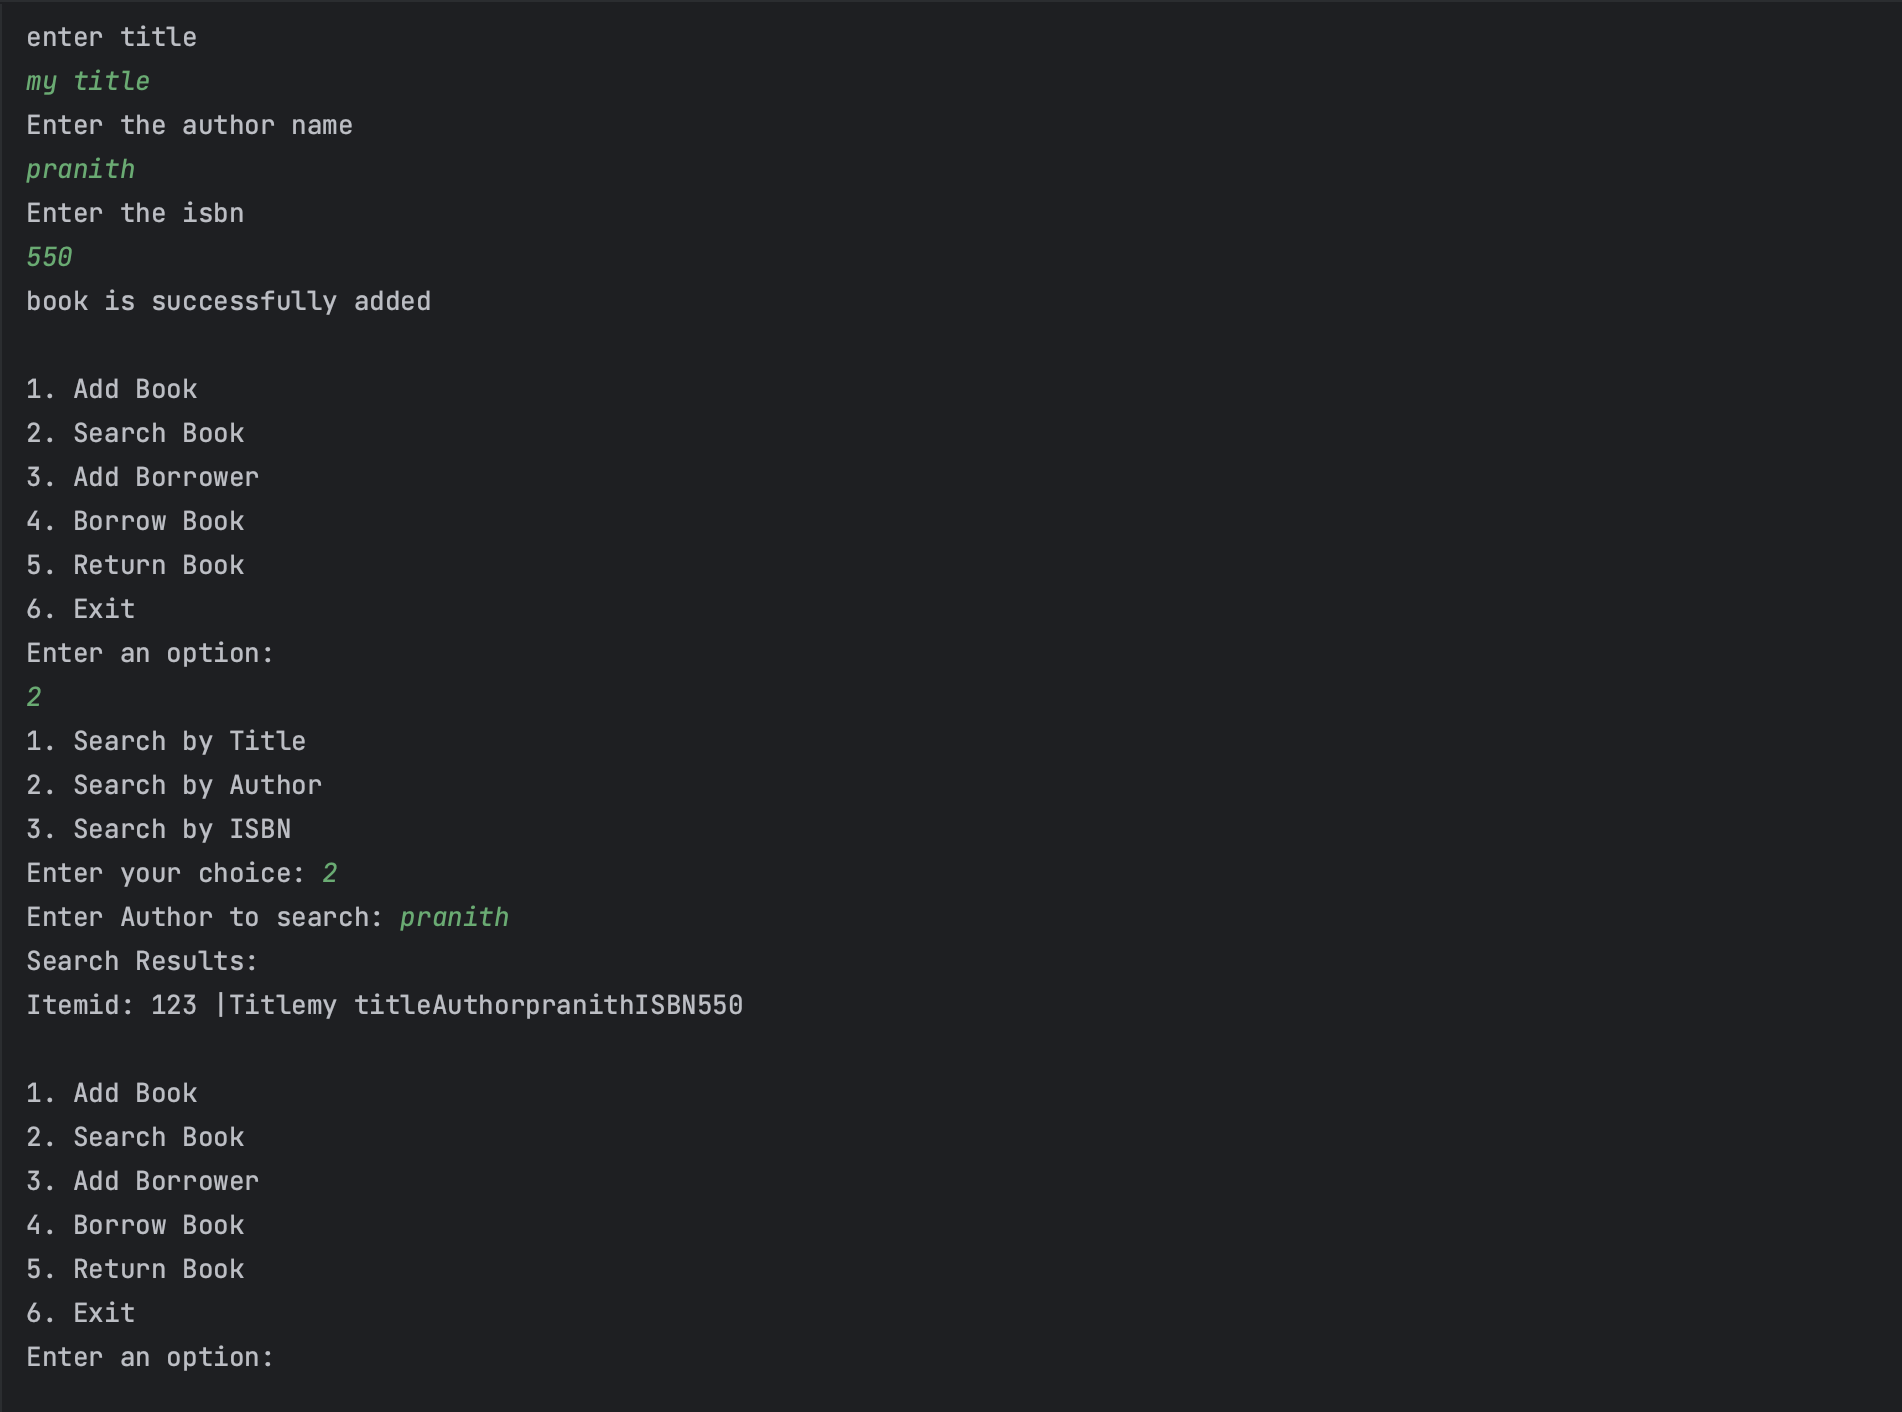 enter title
my title
Enter the author name
pranith
Enter the isbn
550
book is successfully added
1. Add Book
2. Search Book
3. Add Borrower
4. Borrow Book
5. Return Book
6. Exit
Enter an option:
2
1. Search by Title
2. Search by Author
3. Search by ISBN
Enter your choice: 2
Enter Author to search: pranith
Search Results:
Itemid: 123 |Titlemy titleAuthorpranithISBN550
1. Add Book
2. Search Book
3. Add Borrower
4. Borrow Book
5. Return Book
6. Exit
Enter an option: